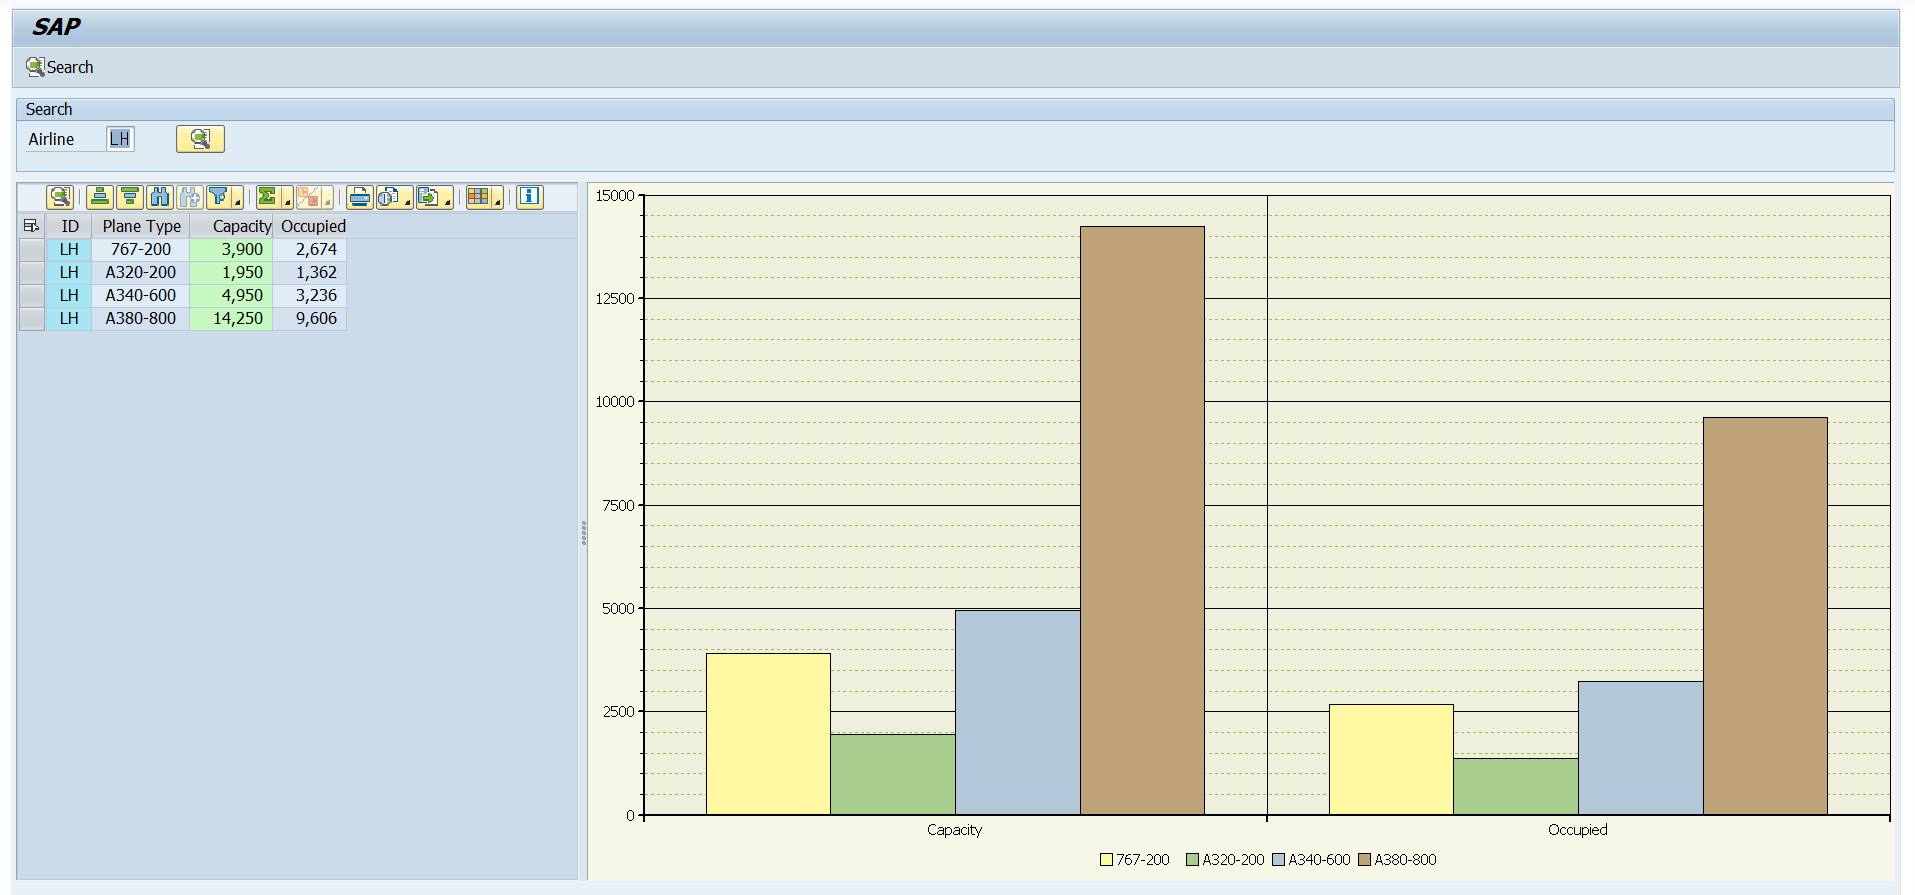 SAP
Search
Search
Airline LH
ID Plane Type Capacity Occupied
LH 767-200 3,900 2,674
LH A320-200 1,950 1,362
LH A340-600 4,950 3,236
LH A380-800 14,250 9,606
15000
12500
10000
7500
5000
2500
0
Capacity Occupied
767-200 A320-200 A340-600 A380-800